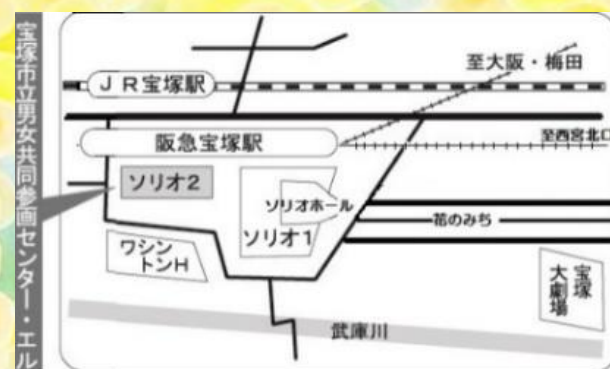 宝塚市立男女共同参画センター・エル
JR宝塚駅
至大阪・梅田
阪急宝塚駅
至西宮北口
ソリオ2
ソリオホール
ソリオ1
花のみち
ワシン
トンH
宝塚
大劇場
武庫川